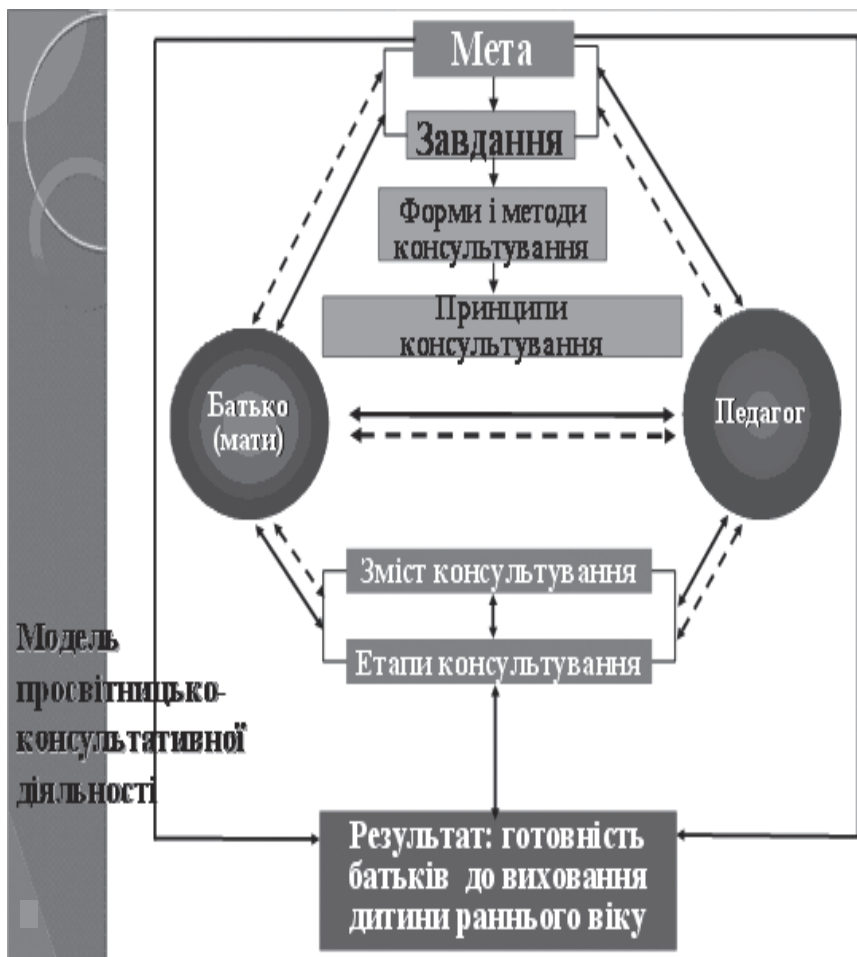 Мета
Завдання
Форми і методи
консультування
Принципи
консультування
Батько
(мати)
Педагог
Зміст консультування
Етапи консультування
Модель
просвітницько-
консультативної
діяльності
Результат: готовність
батьків до виховання
дитини раннього віку